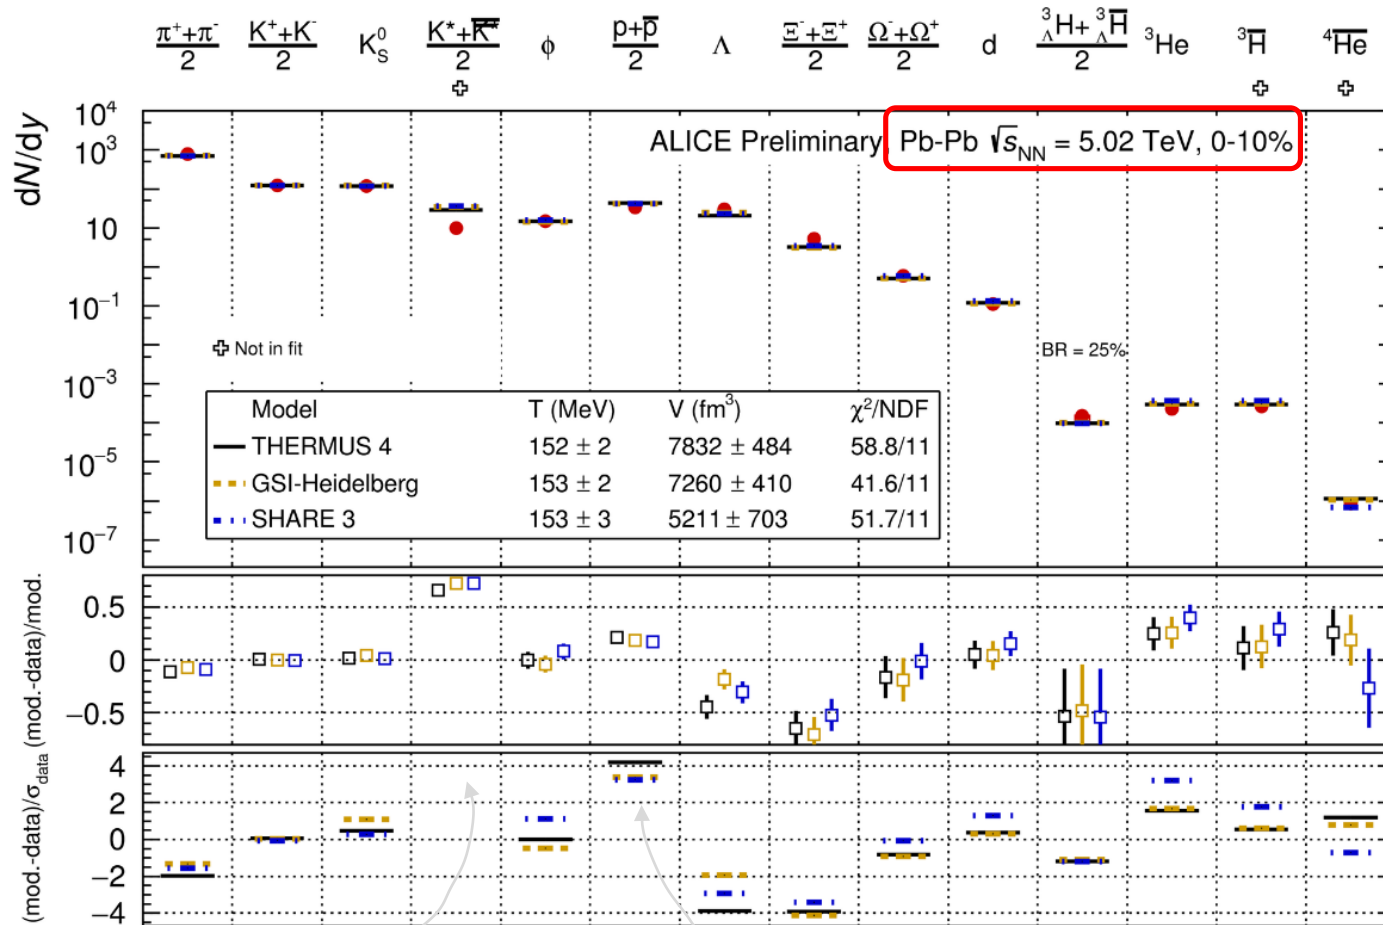 π⁺+π⁻/2 K⁺+K⁻/2 K⁰S K*+K̅*/2 ϕ p+p̅/2 Λ Ξ⁻+Ξ⁺/2 Ω⁻+Ω⁺/2 d ³ΛH+³ΛH̅/2 ³He ³H̅ ⁴H̅e̅
ALICE Preliminary, Pb-Pb √sNN = 5.02 TeV, 0-10%
dN/dy
10⁴
10³
10
10⁻¹
10⁻³
10⁻⁵
10⁻⁷
Not in fit
BR = 25%
Model T (MeV) V (fm³) χ²/NDF
THERMUS 4 152 ± 2 7832 ± 484 58.8/11
GSI-Heidelberg 153 ± 2 7260 ± 410 41.6/11
SHARE 3 153 ± 3 5211 ± 703 51.7/11
(mod.-data)/mod.
0.5
0
−0.5
(mod.-data)/σdata
4
2
0
−2
−4